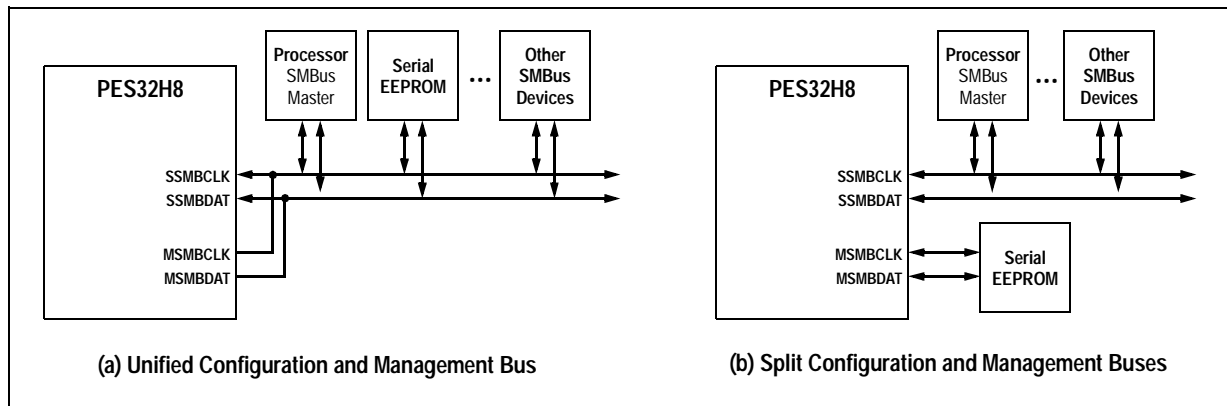 PES32H8
Processor
SMBus
Master
Serial
EEPROM
...
Other
SMBus
Devices
SSMBCLK
SSMBDAT
MSMBCLK
MSMBDAT
(a) Unified Configuration and Management Bus
PES32H8
Processor
SMBus
Master
...
Other
SMBus
Devices
SSMBCLK
SSMBDAT
MSMBCLK
MSMBDAT
Serial
EEPROM
(b) Split Configuration and Management Buses